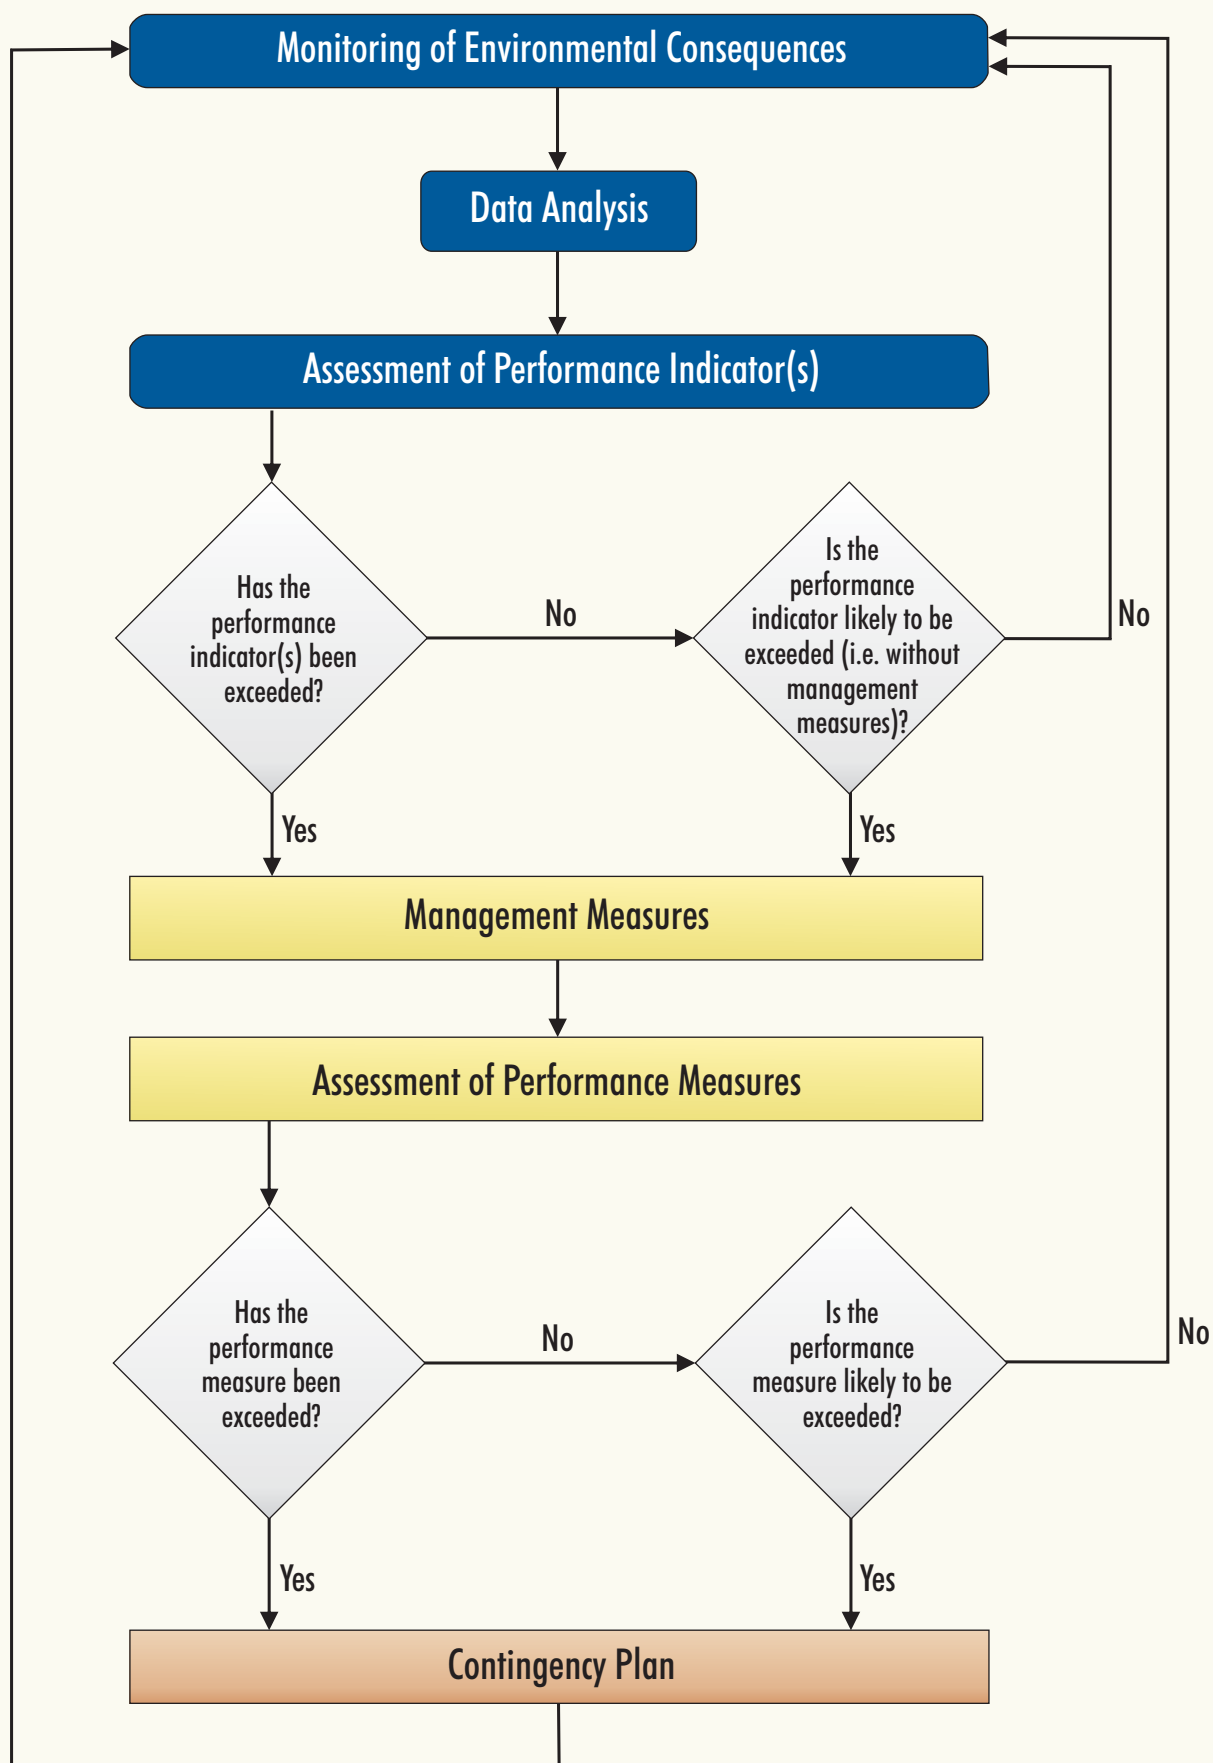 Monitoring of Environmental Consequences
Data Analysis
Assessment of Performance Indicator(s)
Has the
performance
indicator(s) been
exceeded?
No
Is the
performance
indicator likely to be
exceeded (i.e. without
management
measures)?
No
Yes
Yes
Management Measures
Assessment of Performance Measures
Has the
performance
measure been
exceeded?
No
Is the
performance
measure likely to be
exceeded?
No
Yes
Yes
Contingency Plan